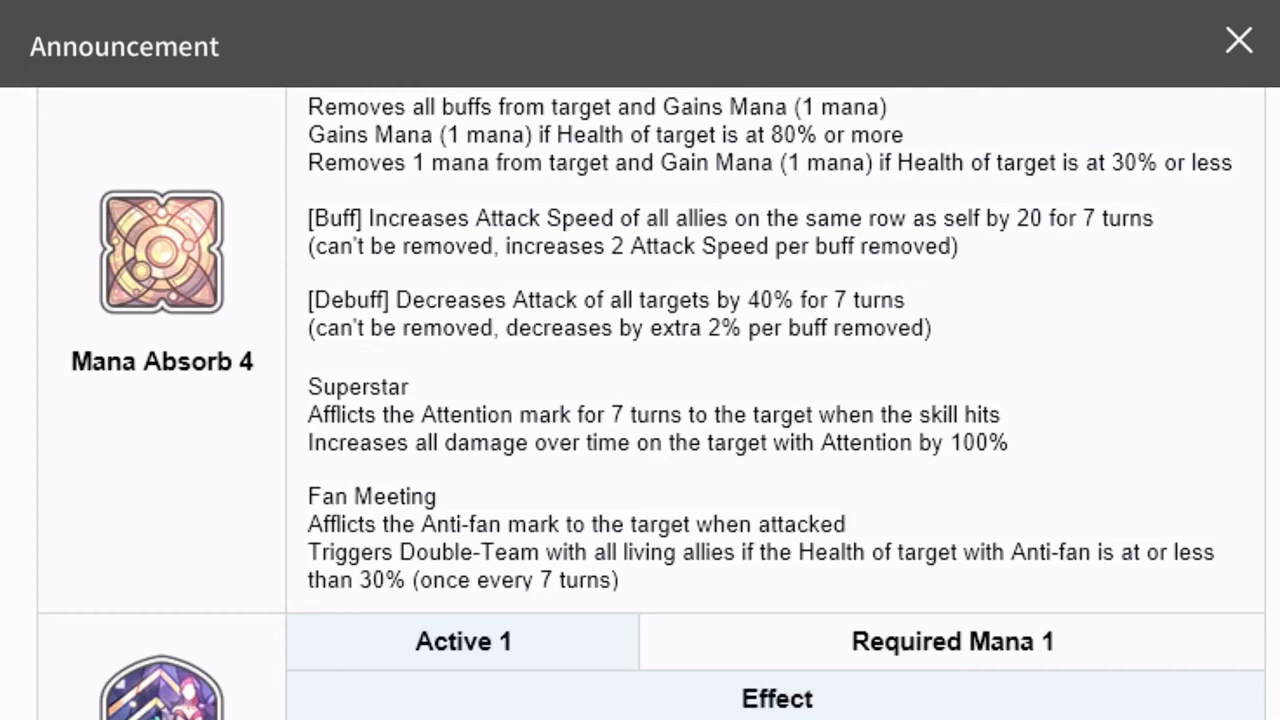 Announcement
Removes all buffs from target and Gains Mana (1 mana)
Gains Mana (1 mana) if Health of target is at 80% or more
Removes 1 mana from target and Gain Mana (1 mana) if Health of target is at 30% or less
[Buff] Increases Attack Speed of all allies on the same row as self by 20 for 7 turns
(can't be removed, increases 2 Attack Speed per buff removed)
[Debuff] Decreases Attack of all targets by 40% for 7 turns
(can't be removed, decreases by extra 2% per buff removed)
Mana Absorb 4
Superstar
Afflicts the Attention mark for 7 turns to the target when the skill hits
Increases all damage over time on the target with Attention by 100%
Fan Meeting
Afflicts the Anti-fan mark to the target when attacked
Triggers Double-Team with all living allies if the Health of target with Anti-fan is at or less
than 30% (once every 7 turns)
Active 1
Required Mana 1
Effect